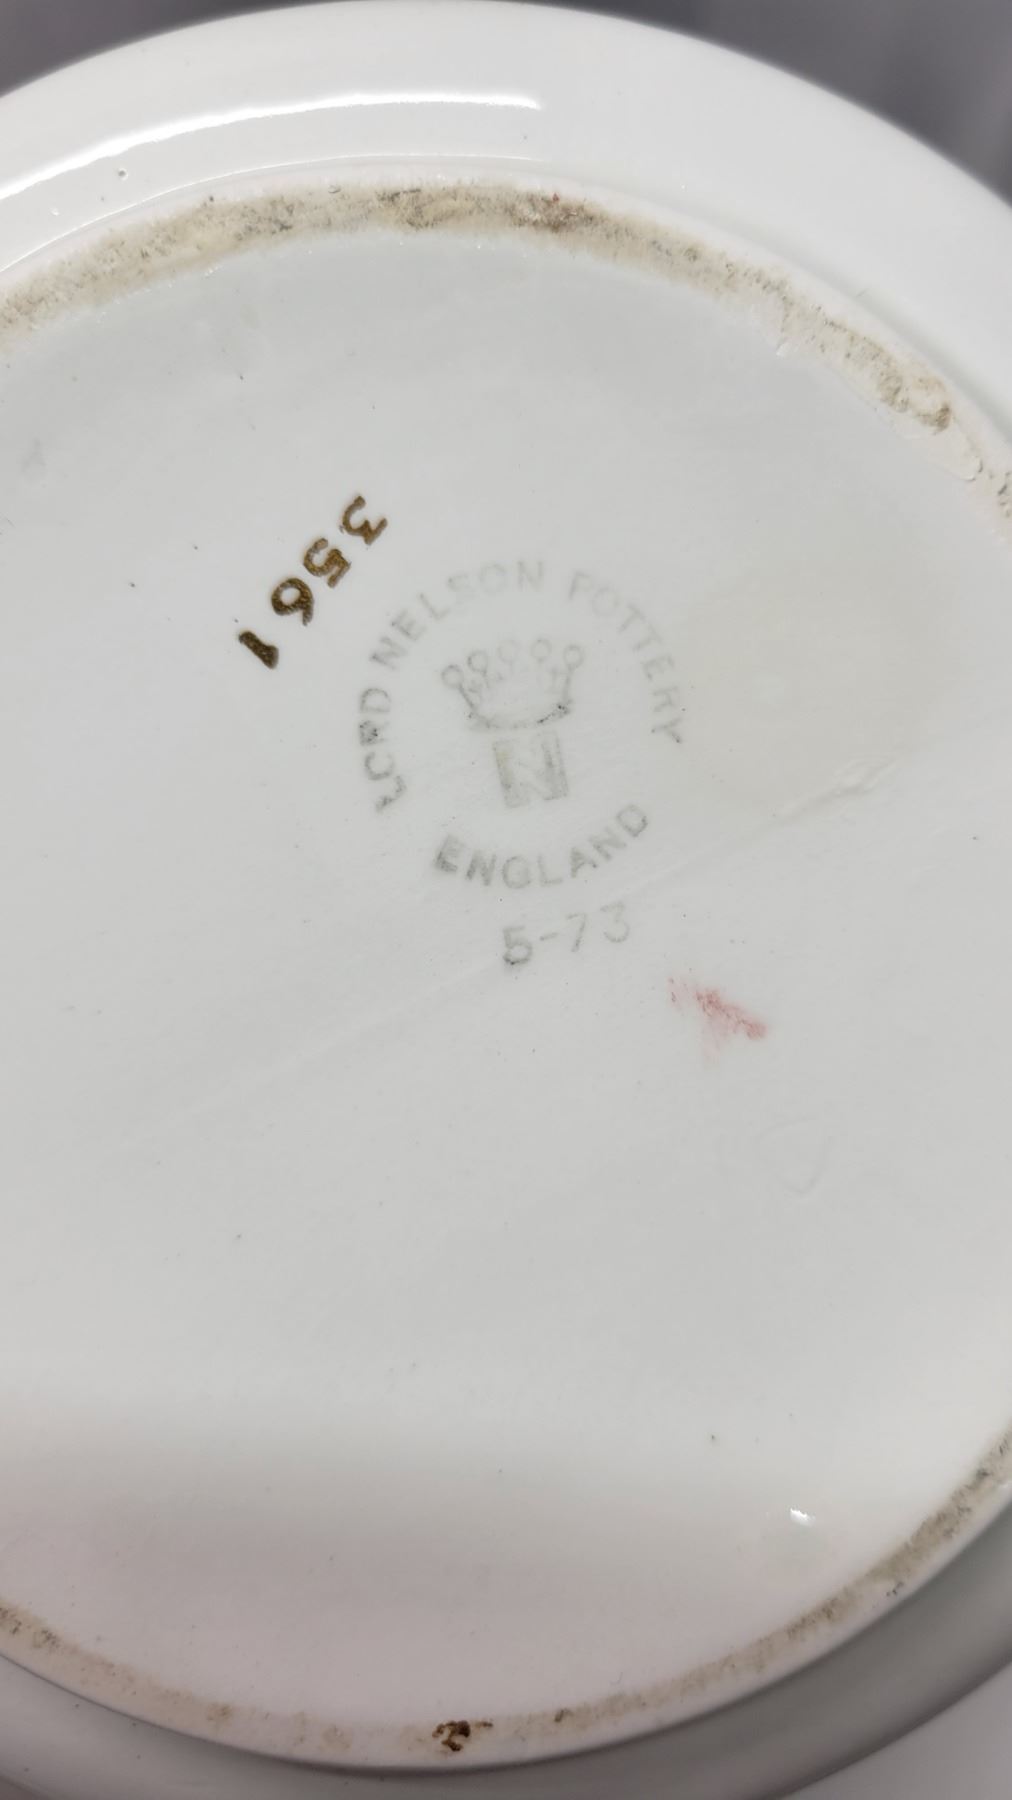 3561
LORD NELSON POTTERY
N
ENGLAND
5-73